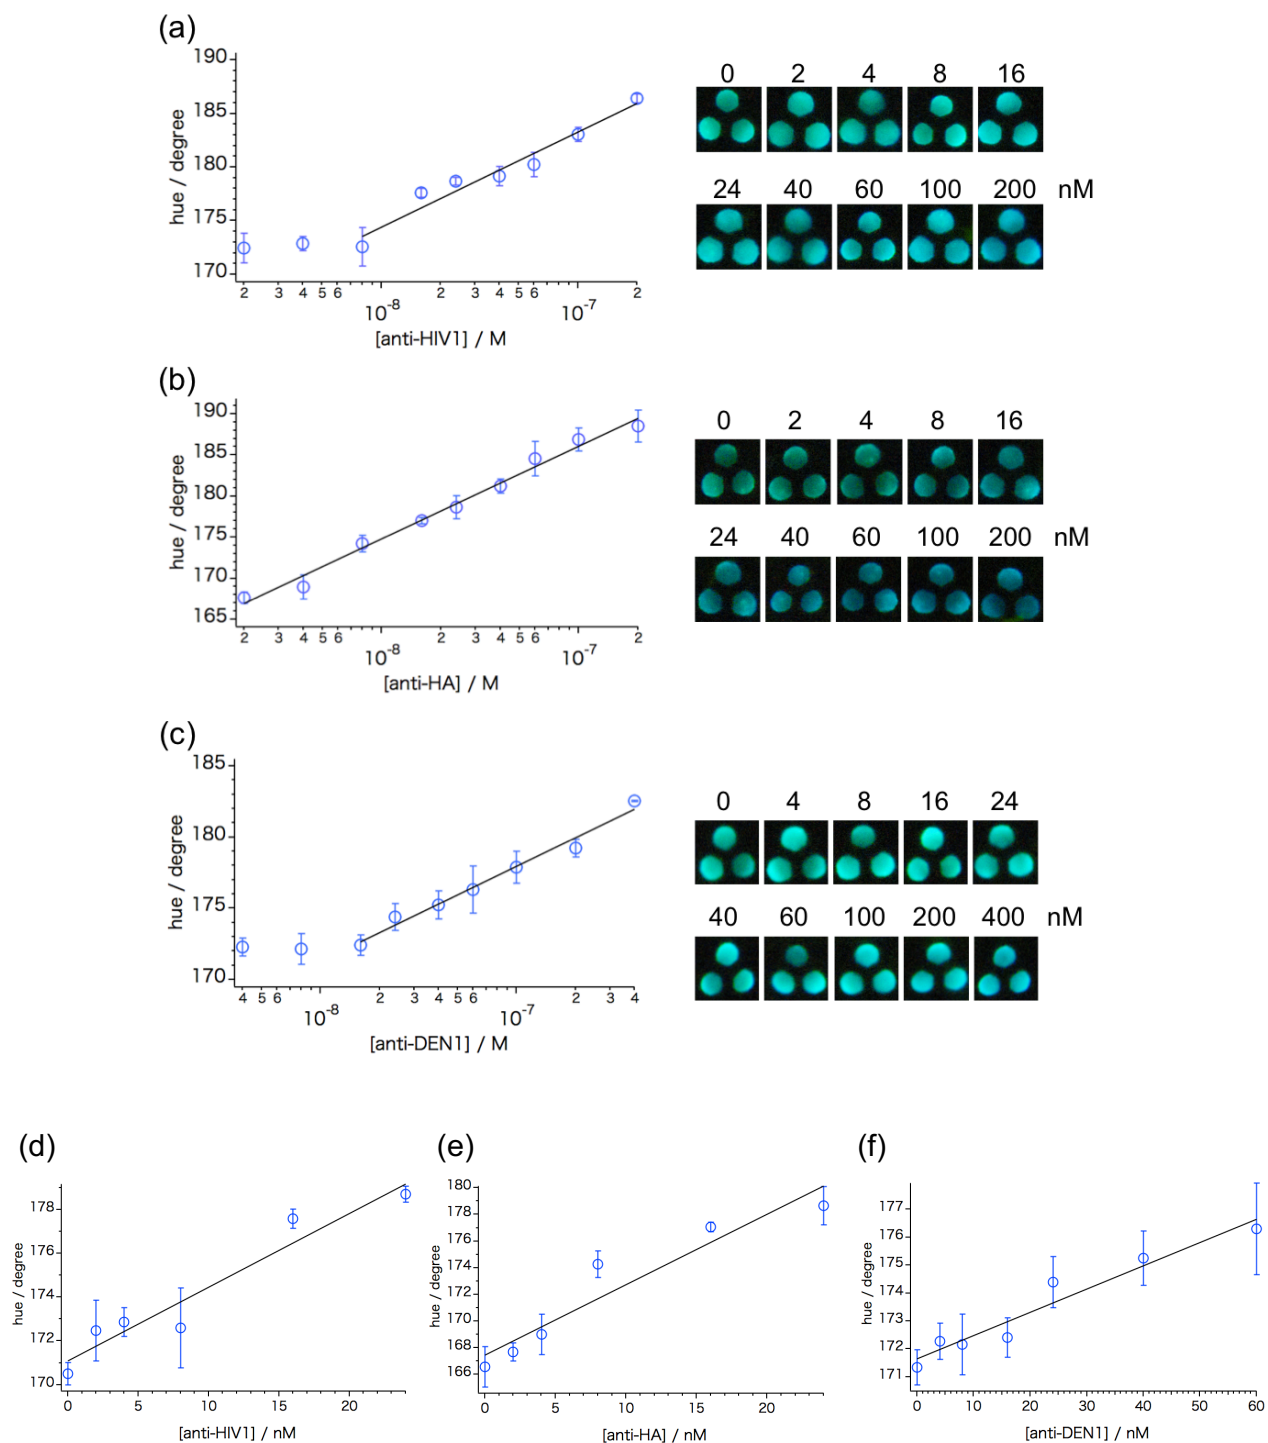 (a)
190
185
180
175
170
hue / degree
2 3 4 5 6 2 3 4 5 6 2
10-8 10-7
[anti-HIV1] / M
0 2 4 8 16
24 40 60 100 200 nM
(b)
190
185
180
175
170
165
hue / degree
2 3 4 5 6 2 3 4 5 6 2
10-8 10-7
[anti-HA] / M
0 2 4 8 16
24 40 60 100 200 nM
(c)
185
180
175
170
hue / degree
4 5 6 2 3 4 5 6 2 3 4
10-8 10-7
[anti-DEN1] / M
0 4 8 16 24
40 60 100 200 400 nM
(d)
178
176
174
172
170
hue / degree
0 5 10 15 20
[anti-HIV1] / nM
(e)
180
178
176
174
172
170
168
166
hue / degree
0 5 10 15 20
[anti-HA] / nM
(f)
177
176
175
174
173
172
171
hue / degree
0 10 20 30 40 50 60
[anti-DEN1] / nM